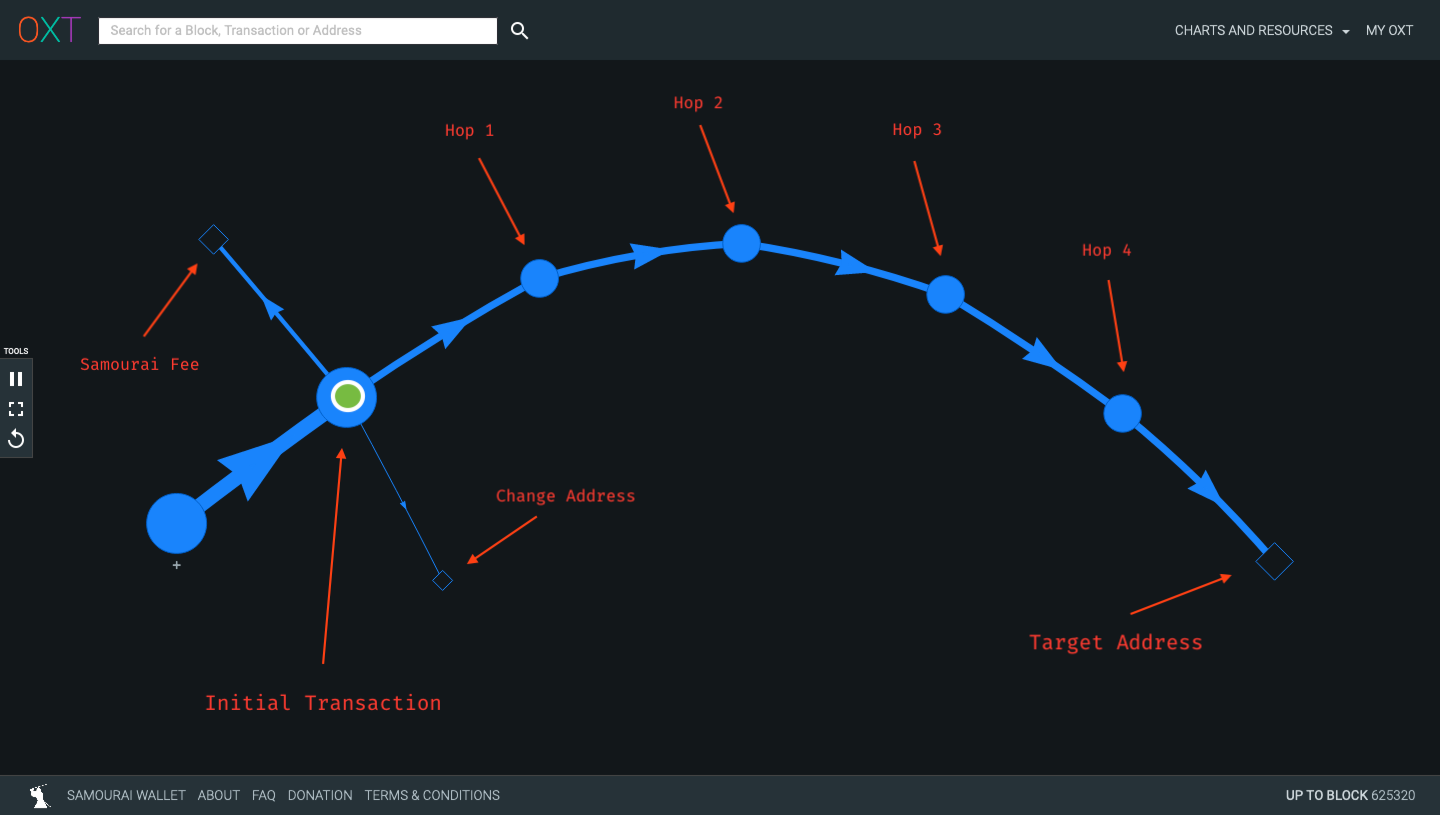 OXT
Search for a Block, Transaction or Address
CHARTS AND RESOURCES
MY OXT
Hop 1
Hop 2
Hop 3
Hop 4
Samourai Fee
TOOLS
Change Address
+
Target Address
Initial Transaction
SAMOURAI WALLET
ABOUT
FAQ
DONATION
TERMS & CONDITIONS
UP TO BLOCK 625320